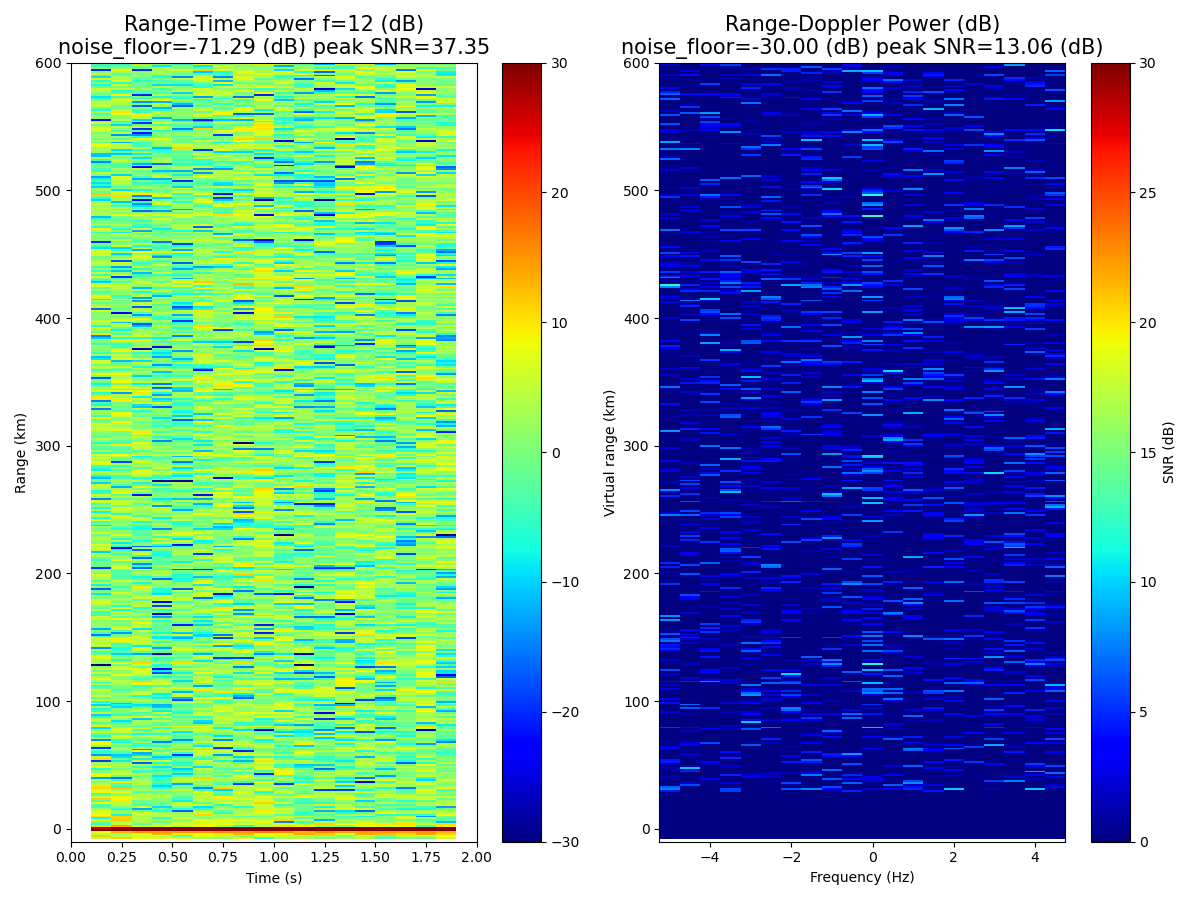 Range-Time Power f=12 (dB)
noise_floor=-71.29 (dB) peak SNR=37.35
600
500
400
300
200
100
0
Range (km)
0.00 0.25 0.50 0.75 1.00 1.25 1.50 1.75 2.00
Time (s)
30
20
10
0
−10
−20
−30
Range-Doppler Power (dB)
noise_floor=-30.00 (dB) peak SNR=13.06 (dB)
600
500
400
300
200
100
0
Virtual range (km)
−4 −2 0 2 4
Frequency (Hz)
30
25
20
15
10
5
0
SNR (dB)